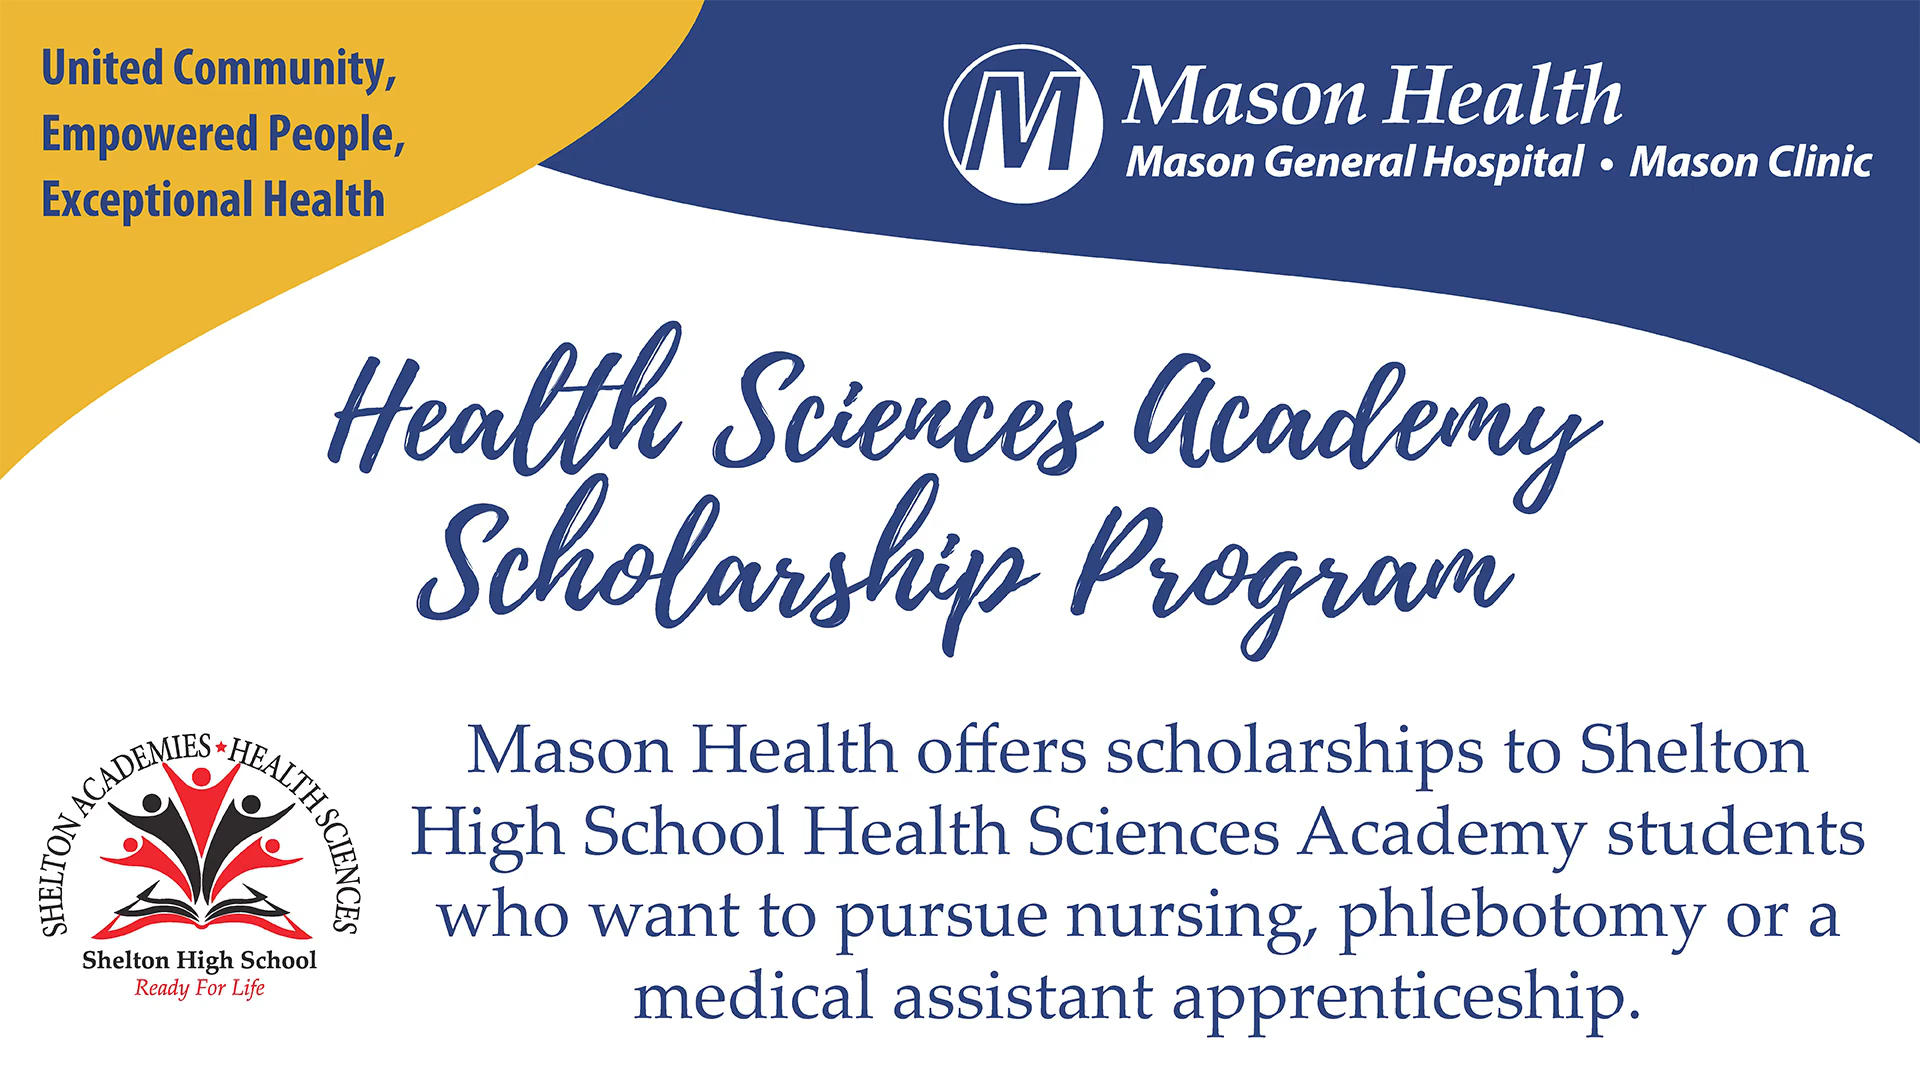 United Community,
Empowered People,
Exceptional Health
M
Mason Health
Mason General Hospital • Mason Clinic
Health Sciences Academy
Scholarship Program
SHELTON ACADEMIES★HEALTH SCIENCES
Shelton High School
Ready For Life
Mason Health offers scholarships to Shelton
High School Health Sciences Academy students
who want to pursue nursing, phlebotomy or a
medical assistant apprenticeship.